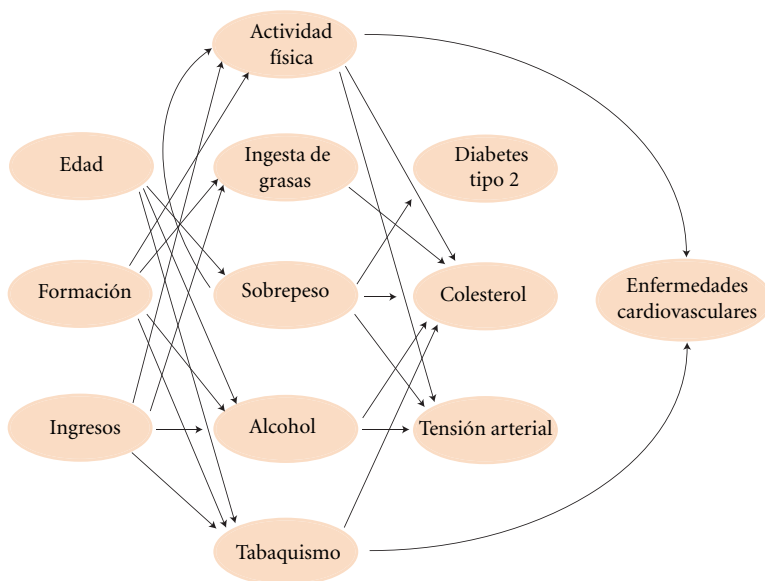 Actividad
física
Edad
Ingesta de
grasas
Diabetes
tipo 2
Formación
Sobrepeso
Colesterol
Enfermedades
cardiovasculares
Ingresos
Alcohol
Tensión arterial
Tabaquismo